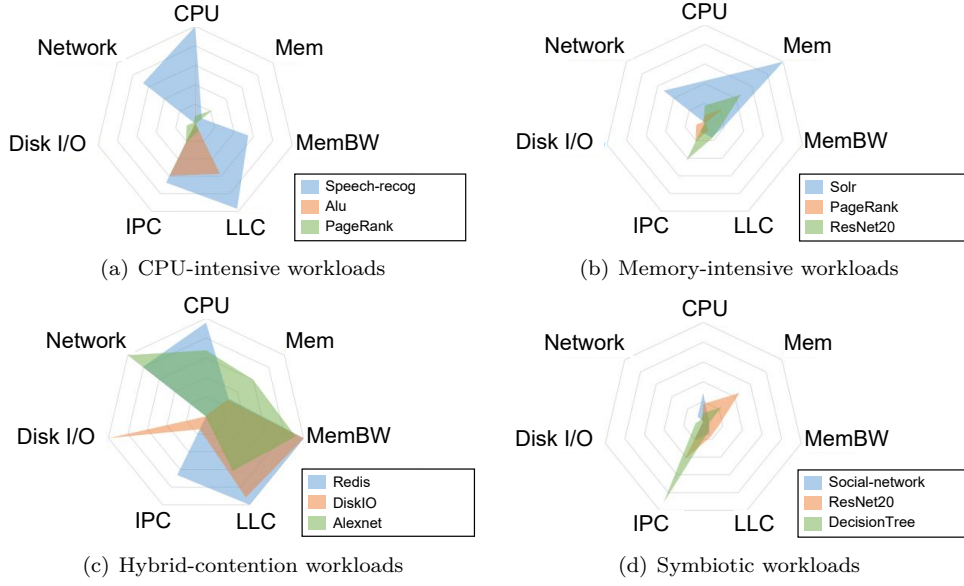 CPU
Network
Mem
Disk I/O
MemBW
IPC
LLC
Speech-recog
Alu
PageRank
(a) CPU-intensive workloads
CPU
Network
Mem
Disk I/O
MemBW
IPC
LLC
Solr
PageRank
ResNet20
(b) Memory-intensive workloads
CPU
Network
Mem
Disk I/O
MemBW
IPC
LLC
Redis
DiskIO
Alexnet
(c) Hybrid-contention workloads
CPU
Network
Mem
Disk I/O
MemBW
IPC
LLC
Social-network
ResNet20
DecisionTree
(d) Symbiotic workloads